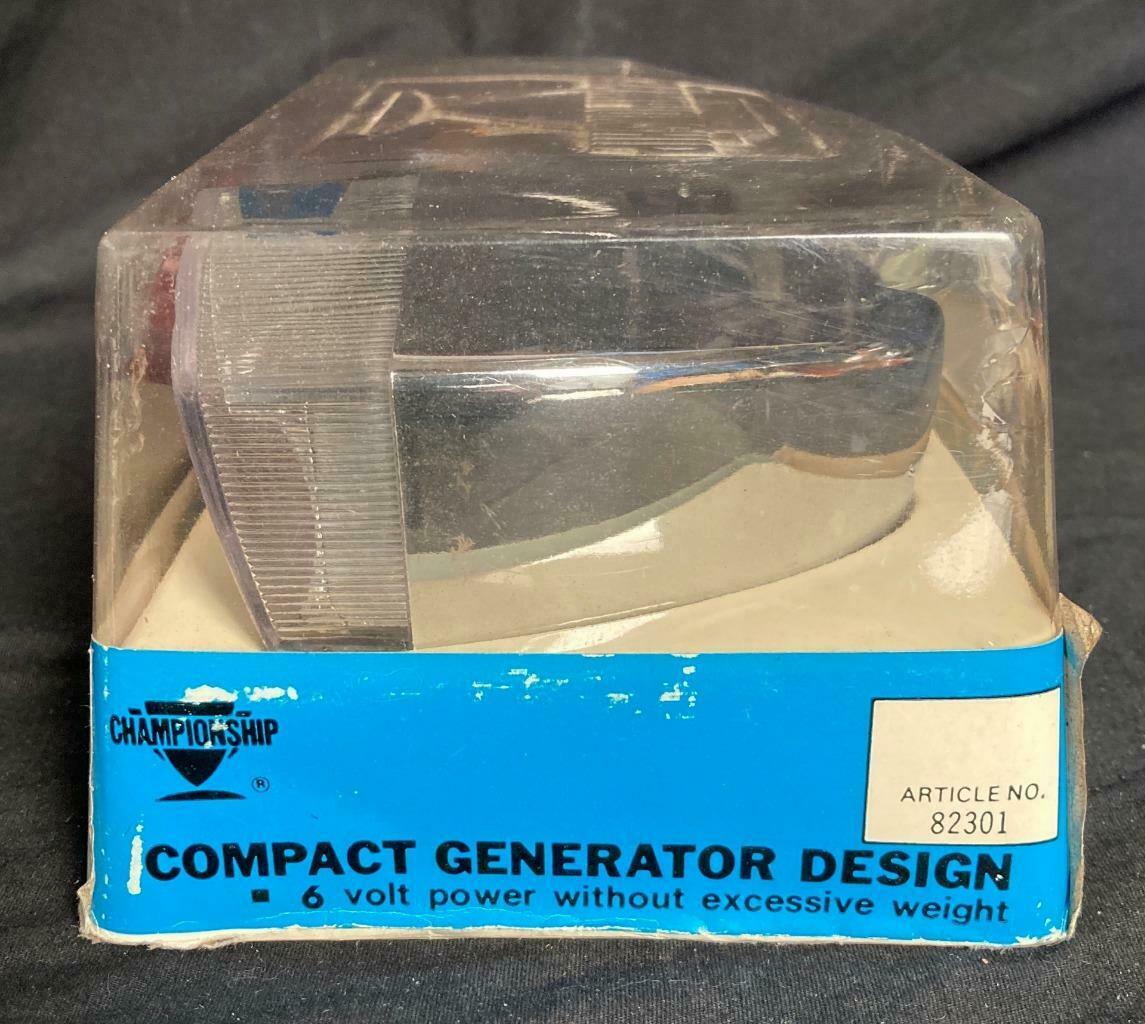 CHAMPIONSHIP
®
ARTICLE NO.
82301
COMPACT GENERATOR DESIGN
▪ 6 volt power without excessive weight